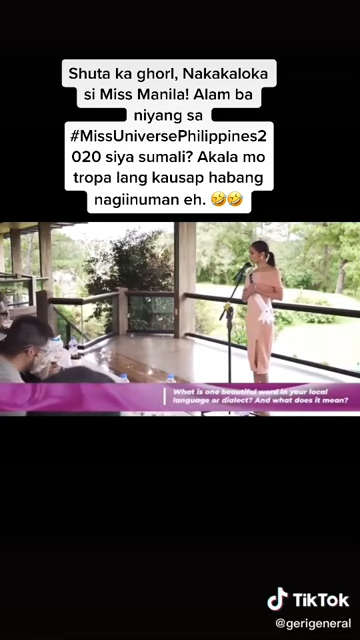 Shuta ka ghorl, Nakakaloka
si Miss Manila! Alam ba
niyang sa
#MissUniversePhilippines2
020 siya sumali? Akala mo
tropa lang kausap habang
nagiinuman eh. 🤣🤣
What is one beautiful word in your local
language or dialect? And what does it mean?
TikTok
@gerigeneral